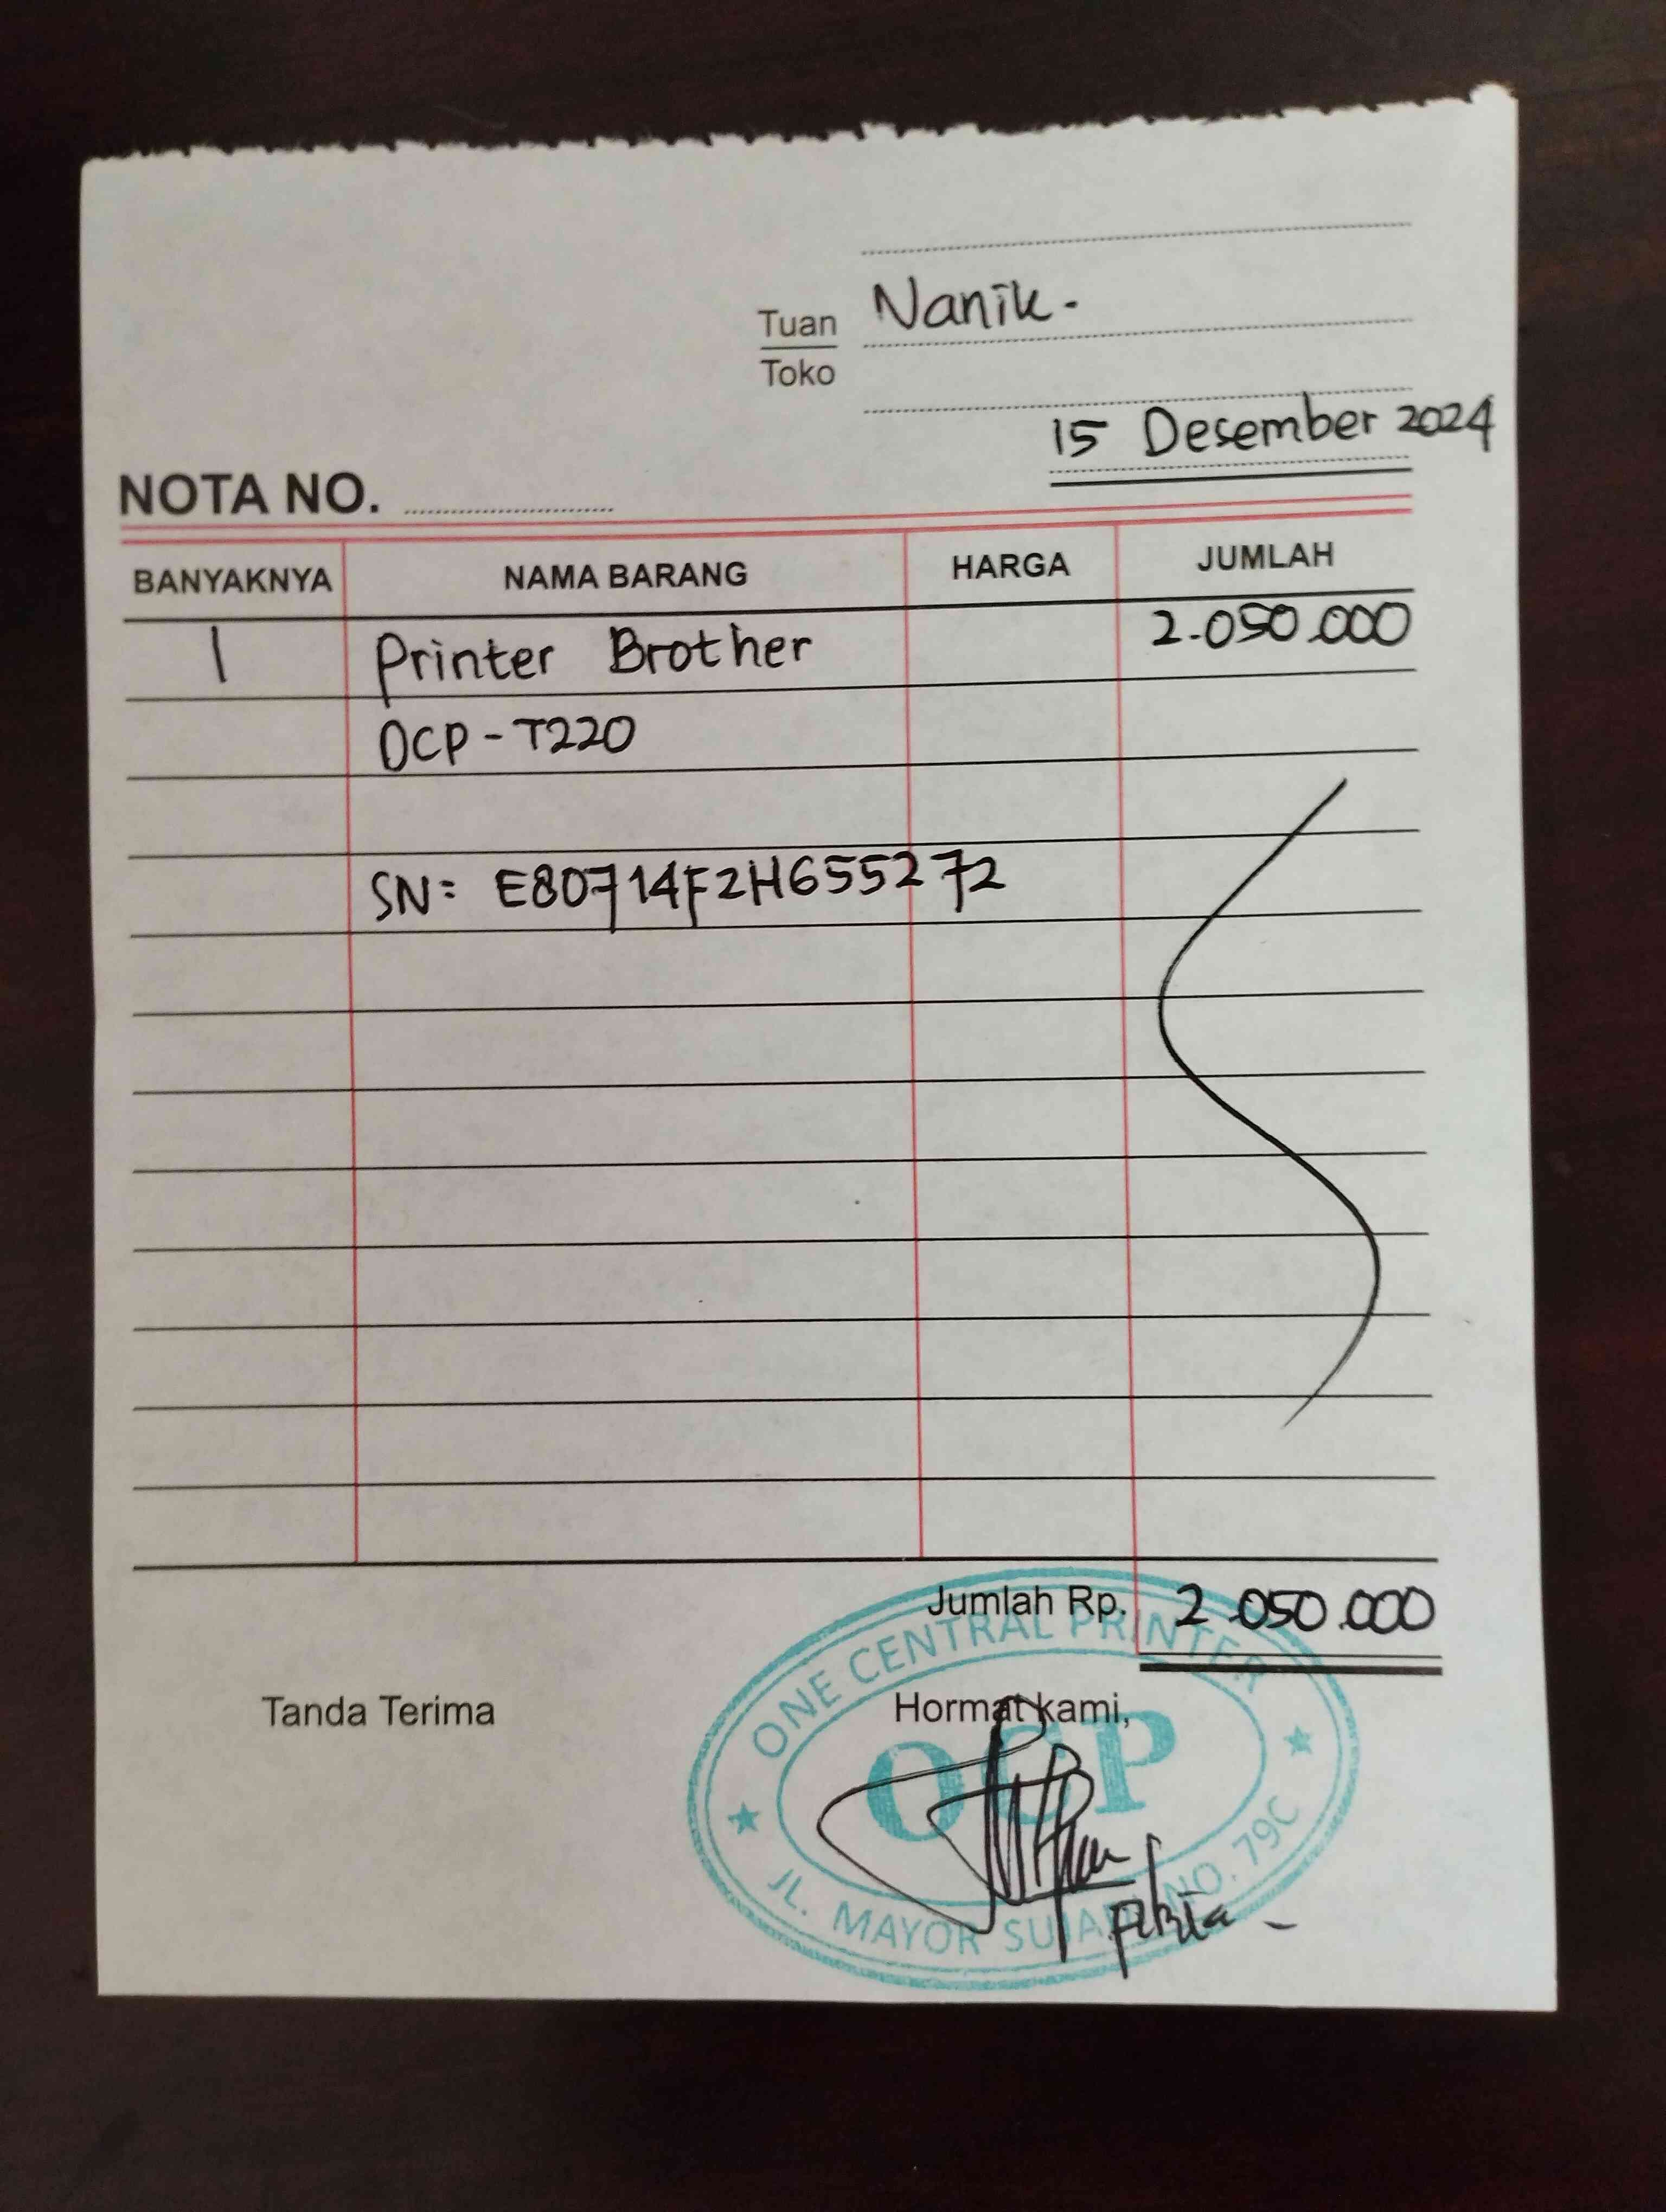 Tuan Nanik -
Toko
15 Desember 2024
NOTA NO.
BANYAKNYA NAMA BARANG HARGA JUMLAH
1 Printer Brother 2.050.000
DCP - T220
SN: E80714F2H655272
Jumlah Rp. 2.050.000
Tanda Terima Hormat kami,
ONE CENTRAL PRINTER
OCP
JL. MAYOR NO. 79C